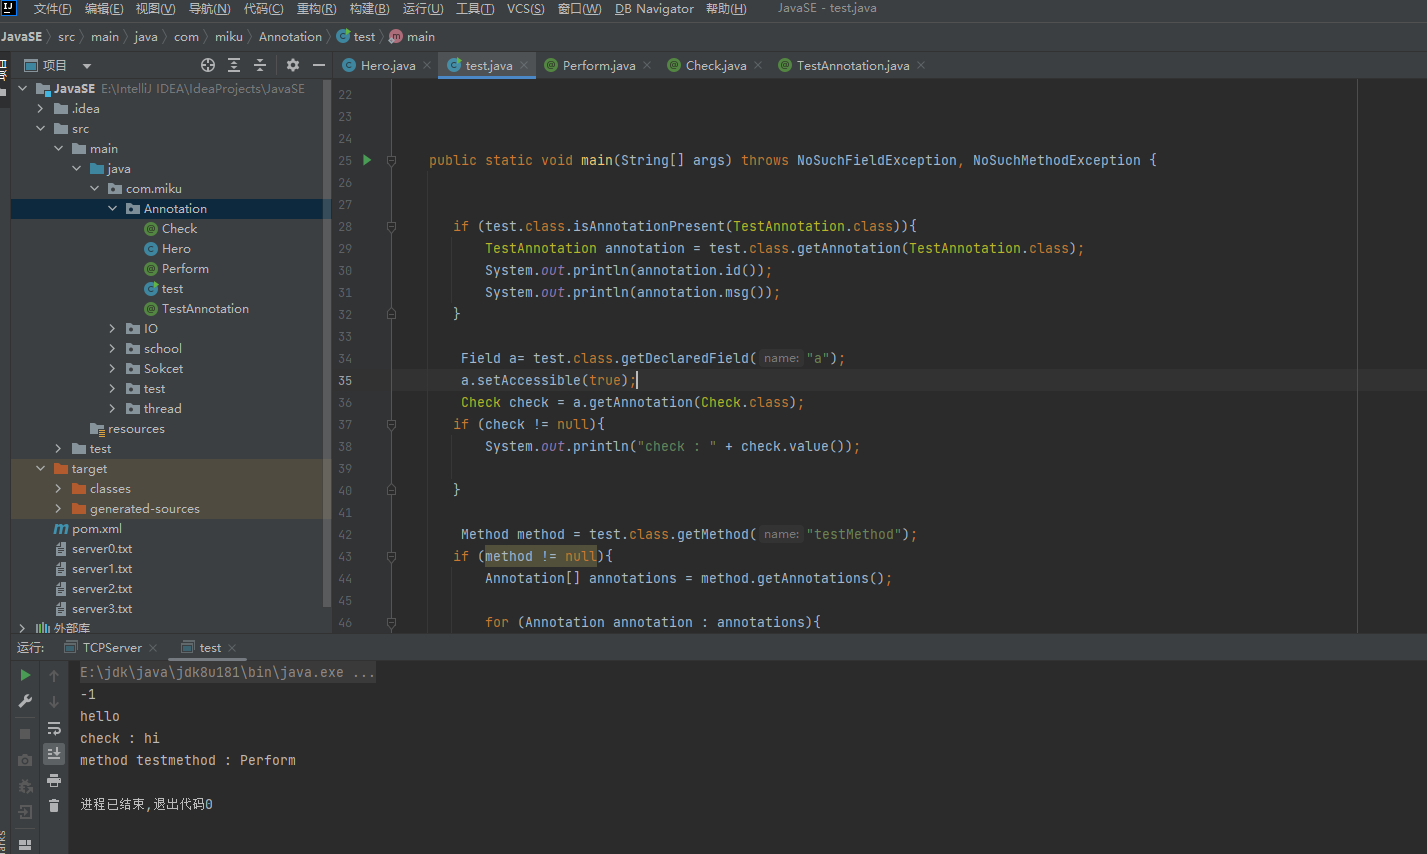 文件(F) 编辑(E) 视图(V) 导航(N) 代码(C) 重构(R) 构建(B) 运行(U) 工具(T) VCS(S) 窗口(W) DB Navigator 帮助(H) JavaSE - test.java
JavaSE src main java com miku Annotation test main
项目
Hero.java test.java Perform.java Check.java TestAnnotation.java
JavaSE E:\IntelliJ IDEA\IdeaProjects\JavaSE
.idea
src
main
java
com.miku
Annotation
Check
Hero
Perform
test
TestAnnotation
IO
school
Sokcet
test
thread
resources
test
target
classes
generated-sources
pom.xml
server0.txt
server1.txt
server2.txt
server3.txt
外部库
22
23
24
25 public static void main(String[] args) throws NoSuchFieldException, NoSuchMethodException {
26
27
28 if (test.class.isAnnotationPresent(TestAnnotation.class)){
29 TestAnnotation annotation = test.class.getAnnotation(TestAnnotation.class);
30 System.out.println(annotation.id());
31 System.out.println(annotation.msg());
32 }
33
34 Field a= test.class.getDeclaredField( name: "a");
35 a.setAccessible(true);
36 Check check = a.getAnnotation(Check.class);
37 if (check != null){
38 System.out.println("check : " + check.value());
39
40 }
41
42 Method method = test.class.getMethod( name: "testMethod");
43 if (method != null){
44 Annotation[] annotations = method.getAnnotations();
45
46 for (Annotation annotation : annotations){
运行: TCPServer test
E:\jdk\java\jdk8u181\bin\java.exe ...
-1
hello
check : hi
method testmethod : Perform
进程已结束,退出代码0